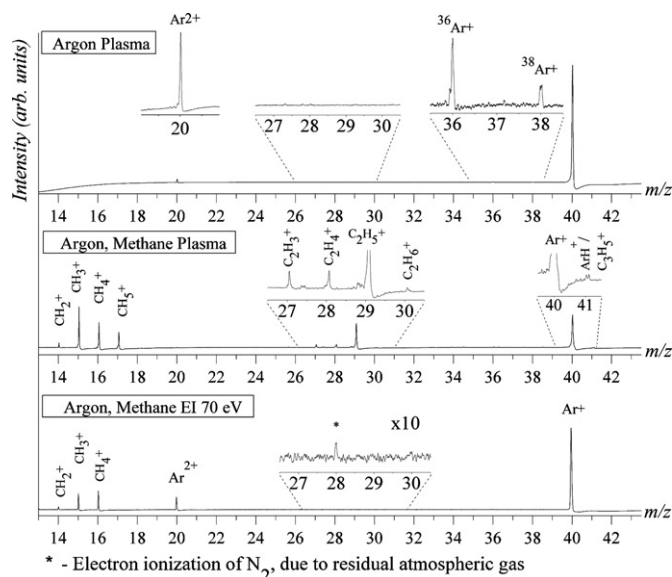 Intensity (arb. units)
Argon Plasma
Ar2+
36Ar+
38Ar+
20
27 28 29 30
36 37 38
m/z
14 16 18 20 22 24 26 28 30 32 34 36 38 40 42
Argon, Methane Plasma
CH2+
CH3+
CH4+
CH5+
C2H3+
C2H4+
C2H5+
C2H6+
Ar+
ArH+ /
C3H5+
27 28 29 30
40 41
m/z
14 16 18 20 22 24 26 28 30 32 34 36 38 40 42
Argon, Methane EI 70 eV
CH2+
CH3+
CH4+
Ar2+
*
x10
Ar+
27 28 29 30
m/z
14 16 18 20 22 24 26 28 30 32 34 36 38 40 42
* - Electron ionization of N2, due to residual atmospheric gas